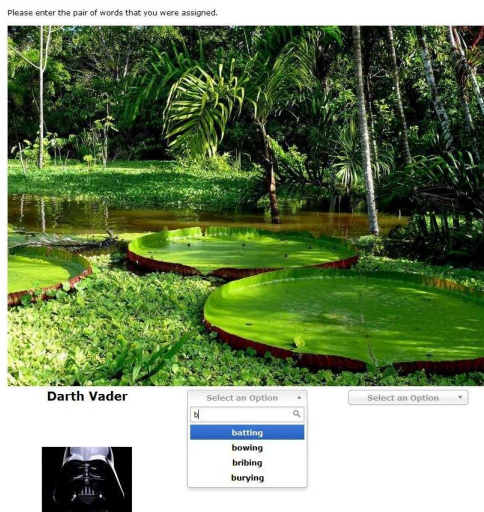 Please enter the pair of words that you were assigned.
Darth Vader
Select an Option
Select an Option
b
batting
bowing
bribing
burying